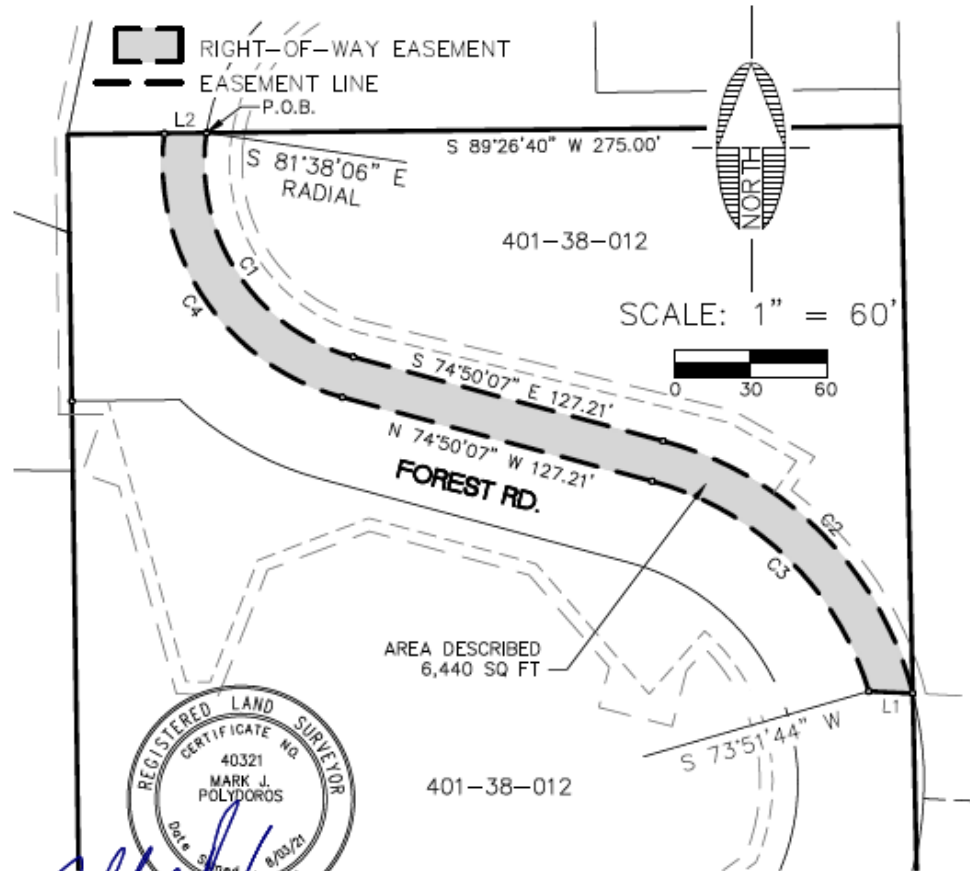 RIGHT-OF-WAY EASEMENT
EASEMENT LINE
L2
P.O.B.
S 81°38'06" E
RADIAL
S 89°26'40" W 275.00'
NORTH
401-38-012
SCALE: 1" = 60'
0 30 60
C1
C4
S 74°50'07" E 127.21'
N 74°50'07" W 127.21'
FOREST RD.
C2
C3
AREA DESCRIBED
6,440 SQ FT
L1
S 73°51'44" W
401-38-012
REGISTERED LAND SURVEYOR
CERTIFICATE NO.
40321
MARK J.
POLYDOROS
Date Signed 8/03/21